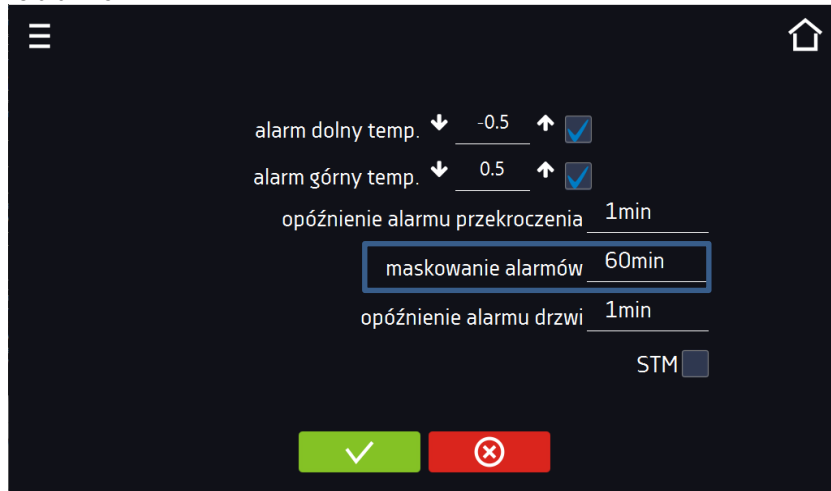 alarm dolny temp. -0.5
alarm górny temp. 0.5
opóźnienie alarmu przekroczenia 1min
maskowanie alarmów 60min
opóźnienie alarmu drzwi 1min
STM